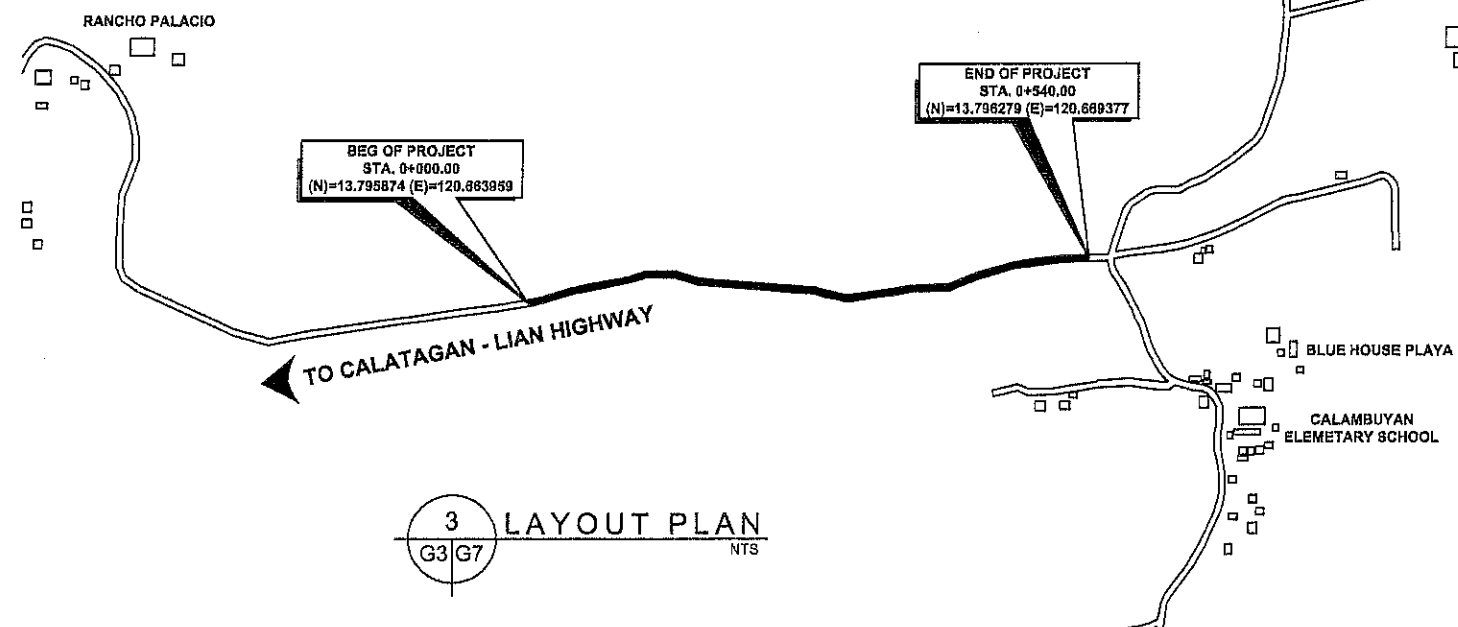 RANCHO PALACIO
END OF PROJECT
STA. 0+540.00
(N)=13.796279 (E)=120.669377
BEG OF PROJECT
STA. 0+000.00
(N)=13.795874 (E)=120.663959
TO CALATAGAN - LIAN HIGHWAY
BLUE HOUSE PLAYA
CALAMBUYAN
ELEMETARY SCHOOL
3
G3 G7
LAYOUT PLAN
NTS